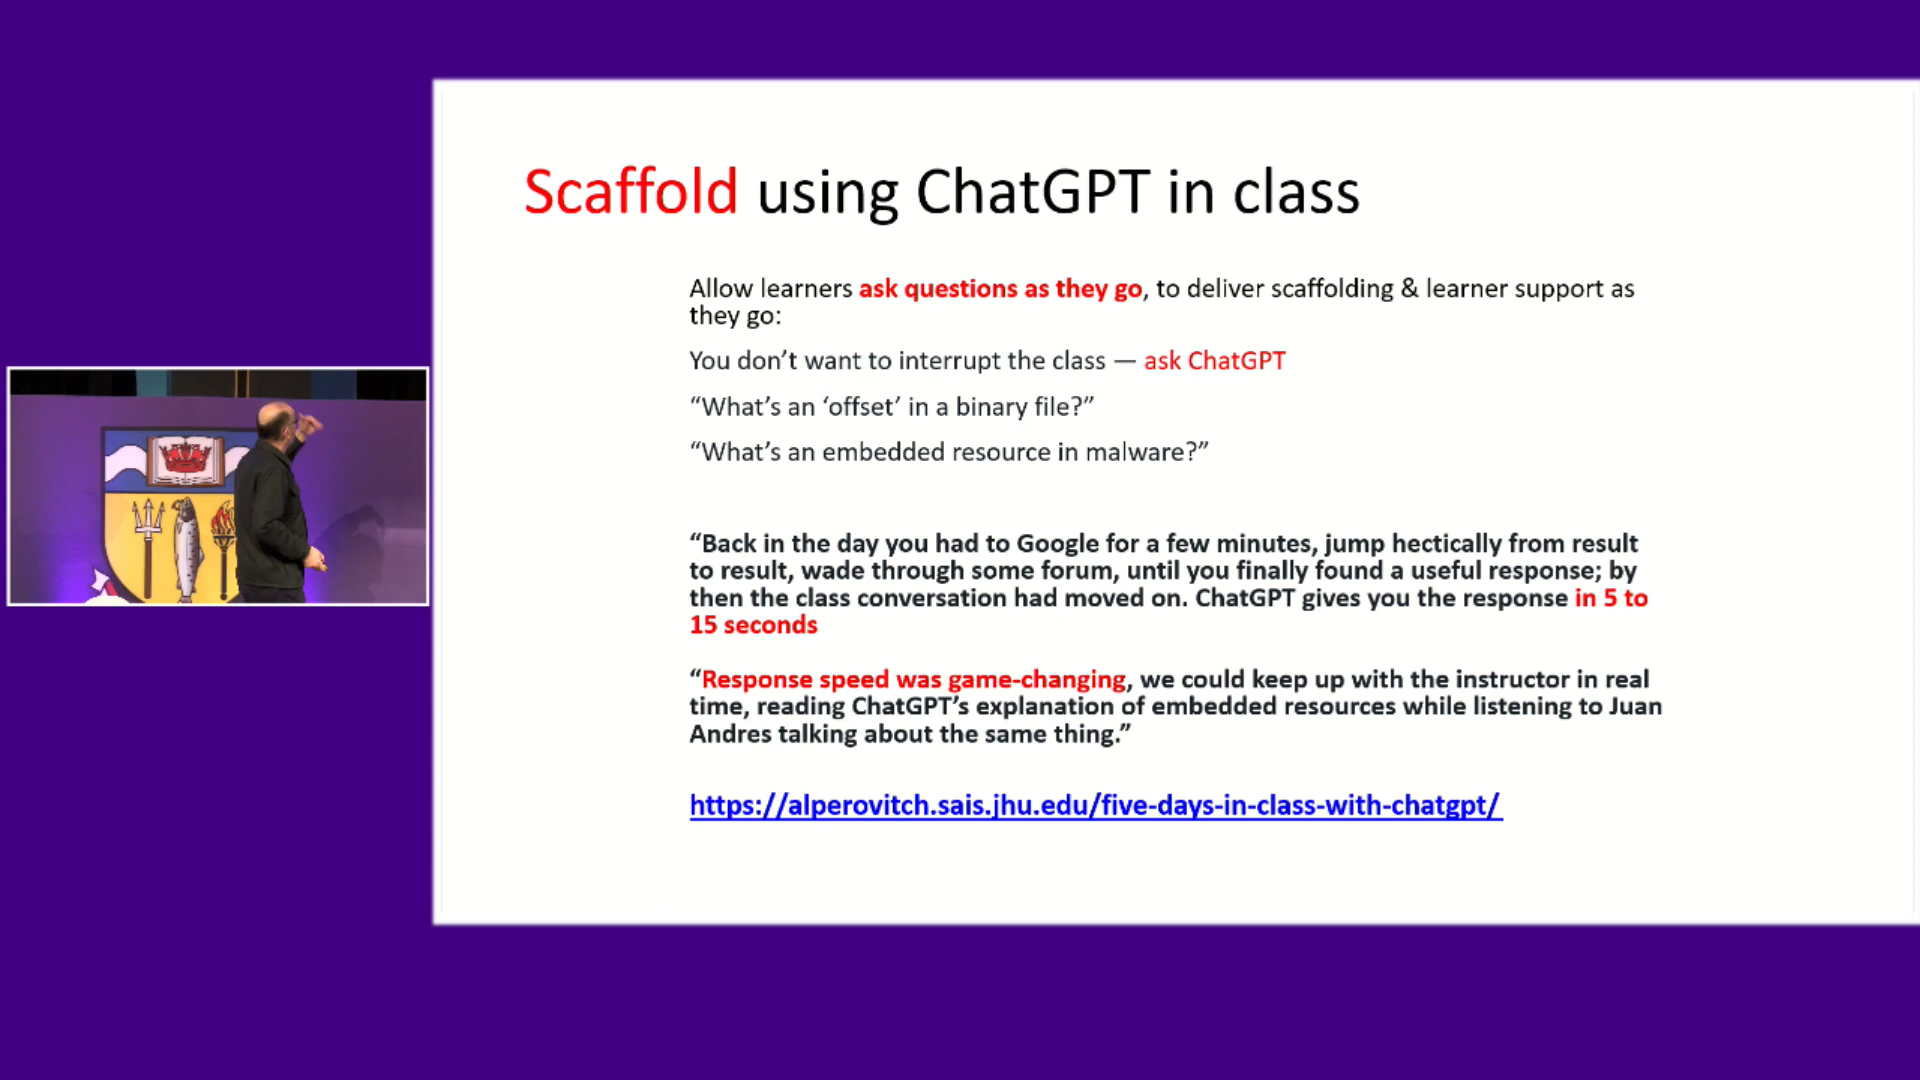 Scaffold using ChatGPT in class
Allow learners ask questions as they go, to deliver scaffolding & learner support as
they go:
You don’t want to interrupt the class — ask ChatGPT
“What’s an ‘offset’ in a binary file?”
“What’s an embedded resource in malware?”
“Back in the day you had to Google for a few minutes, jump hectically from result
to result, wade through some forum, until you finally found a useful response; by
then the class conversation had moved on. ChatGPT gives you the response in 5 to
15 seconds
“Response speed was game-changing, we could keep up with the instructor in real
time, reading ChatGPT’s explanation of embedded resources while listening to Juan
Andres talking about the same thing.”
https://alperovitch.sais.jhu.edu/five-days-in-class-with-chatgpt/